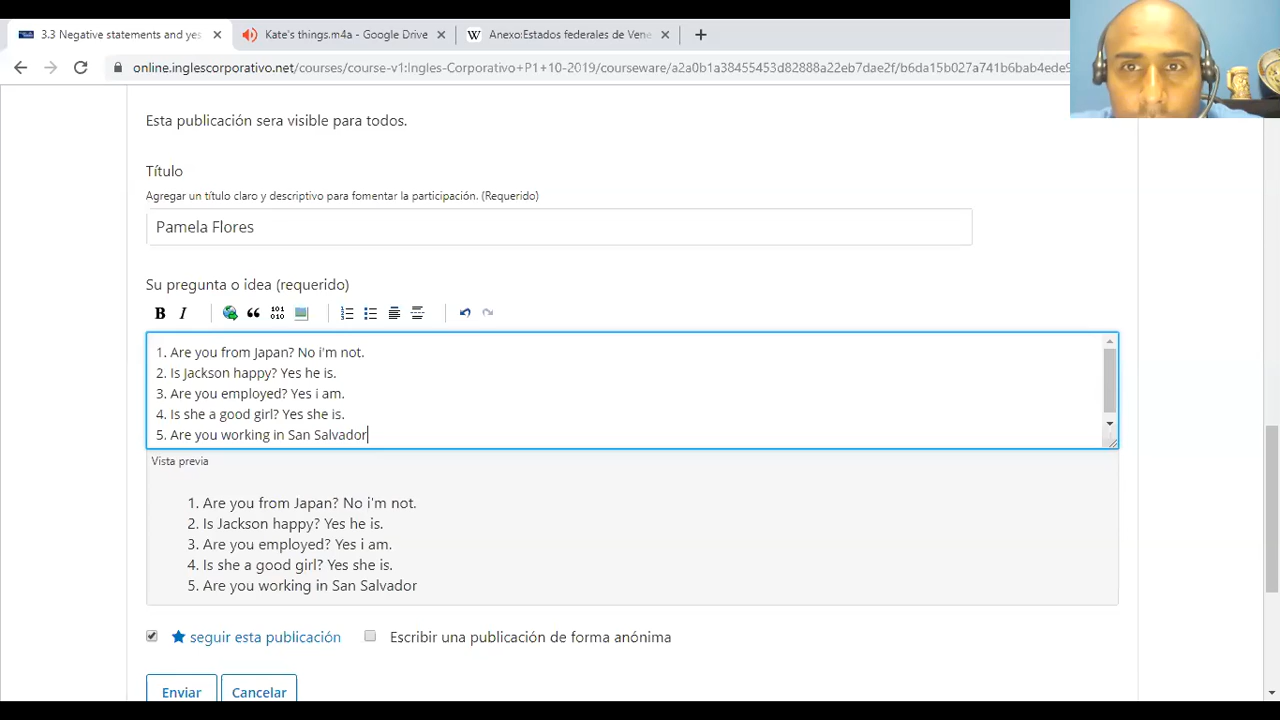 3.3 Negative statements and yes
Kate's things.m4a - Google Drive
W Anexo:Estados federales de Vene
online.inglescorporativo.net/courses/course-v1:Ingles-Corporativo+P1+10-2019/courseware/a2a0b1a38455453d82888a22eb7dae2f/b6da15b027a741b6bab4ede9
Esta publicación sera visible para todos.
Título
Agregar un título claro y descriptivo para fomentar la participación. (Requerido)
Pamela Flores
Su pregunta o idea (requerido)
B I 101 010
1. Are you from Japan? No i'm not.
2. Is Jackson happy? Yes he is.
3. Are you employed? Yes i am.
4. Is she a good girl? Yes she is.
5. Are you working in San Salvador
Vista previa
1. Are you from Japan? No i'm not.
2. Is Jackson happy? Yes he is.
3. Are you employed? Yes i am.
4. Is she a good girl? Yes she is.
5. Are you working in San Salvador
seguir esta publicación Escribir una publicación de forma anónima
Enviar Cancelar